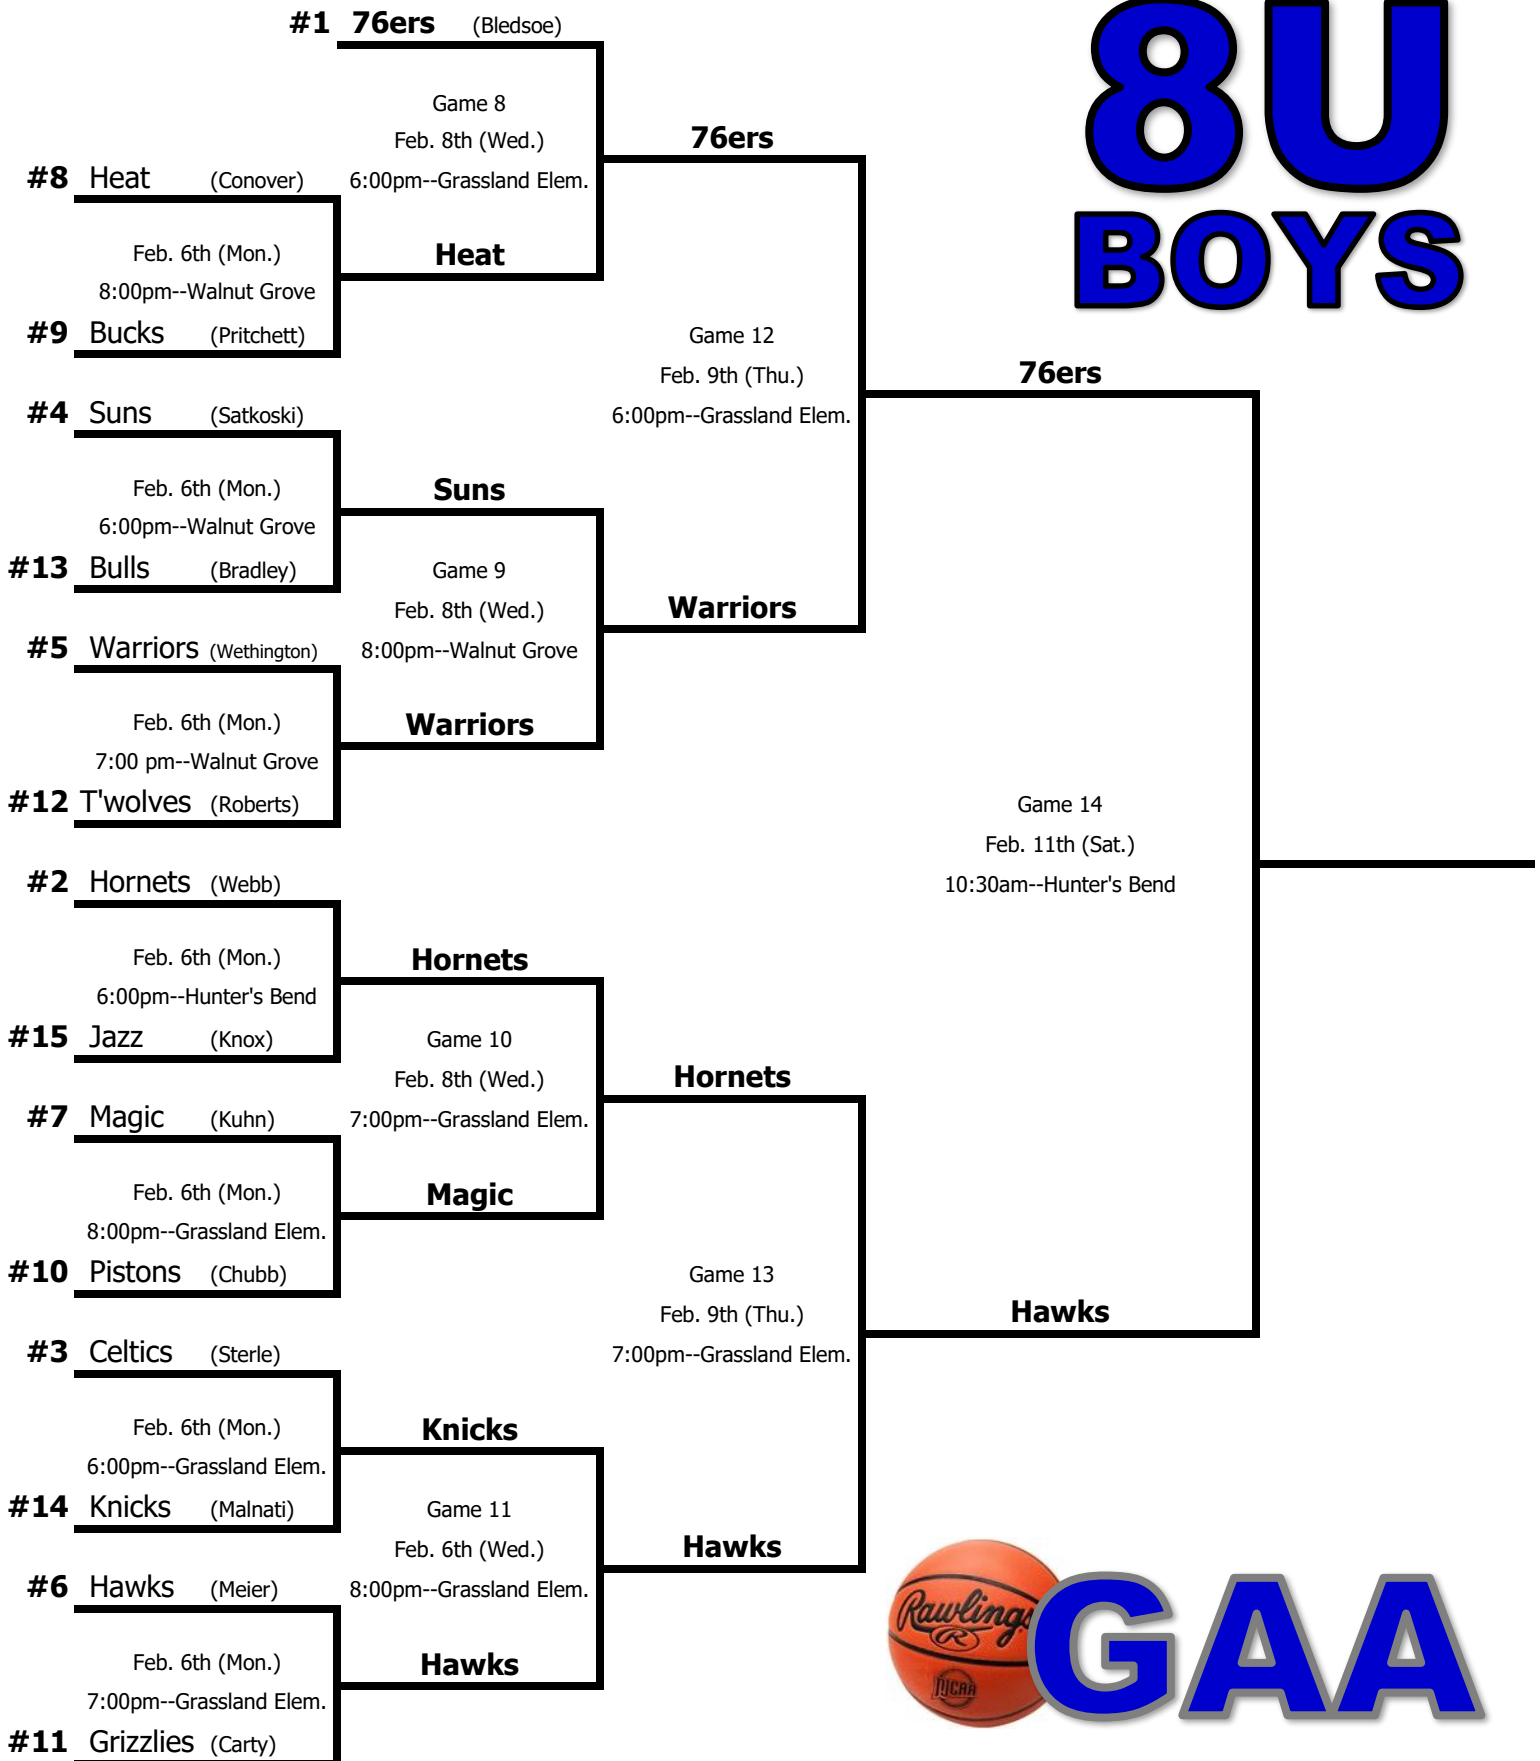 #1 76ers (Bledsoe)
8U
BOYS
Game 8
Feb. 8th (Wed.)
6:00pm--Grassland Elem.
76ers
#8 Heat (Conover)
Feb. 6th (Mon.)
8:00pm--Walnut Grove
Heat
#9 Bucks (Pritchett)
Game 12
Feb. 9th (Thu.)
6:00pm--Grassland Elem.
76ers
#4 Suns (Satkoski)
Feb. 6th (Mon.)
6:00pm--Walnut Grove
Suns
#13 Bulls (Bradley)
Game 9
Feb. 8th (Wed.)
8:00pm--Walnut Grove
Warriors
#5 Warriors (Wethington)
Feb. 6th (Mon.)
7:00 pm--Walnut Grove
Warriors
#12 T'wolves (Roberts)
Game 14
Feb. 11th (Sat.)
10:30am--Hunter's Bend
#2 Hornets (Webb)
Feb. 6th (Mon.)
6:00pm--Hunter's Bend
Hornets
#15 Jazz (Knox)
Game 10
Feb. 8th (Wed.)
7:00pm--Grassland Elem.
Hornets
#7 Magic (Kuhn)
Feb. 6th (Mon.)
8:00pm--Grassland Elem.
Magic
#10 Pistons (Chubb)
Game 13
Feb. 9th (Thu.)
7:00pm--Grassland Elem.
Hawks
#3 Celtics (Sterle)
Feb. 6th (Mon.)
6:00pm--Grassland Elem.
Knicks
#14 Knicks (Malnati)
Game 11
Feb. 6th (Wed.)
8:00pm--Grassland Elem.
Hawks
#6 Hawks (Meier)
Feb. 6th (Mon.)
7:00pm--Grassland Elem.
Hawks
#11 Grizzlies (Carty)
Rawlings
R
NJCAA
GAA